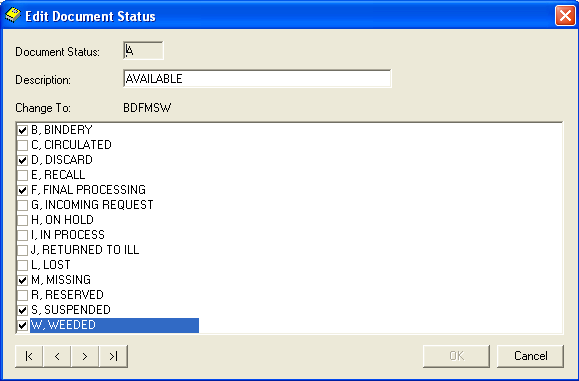 Edit Document Status
Document Status: A
Description: AVAILABLE
Change To: BDFMSW
B, BINDERY
C, CIRCULATED
D, DISCARD
E, RECALL
F, FINAL PROCESSING
G, INCOMING REQUEST
H, ON HOLD
I, IN PROCESS
J, RETURNED TO ILL
L, LOST
M, MISSING
R, RESERVED
S, SUSPENDED
W, WEEDED
OK Cancel